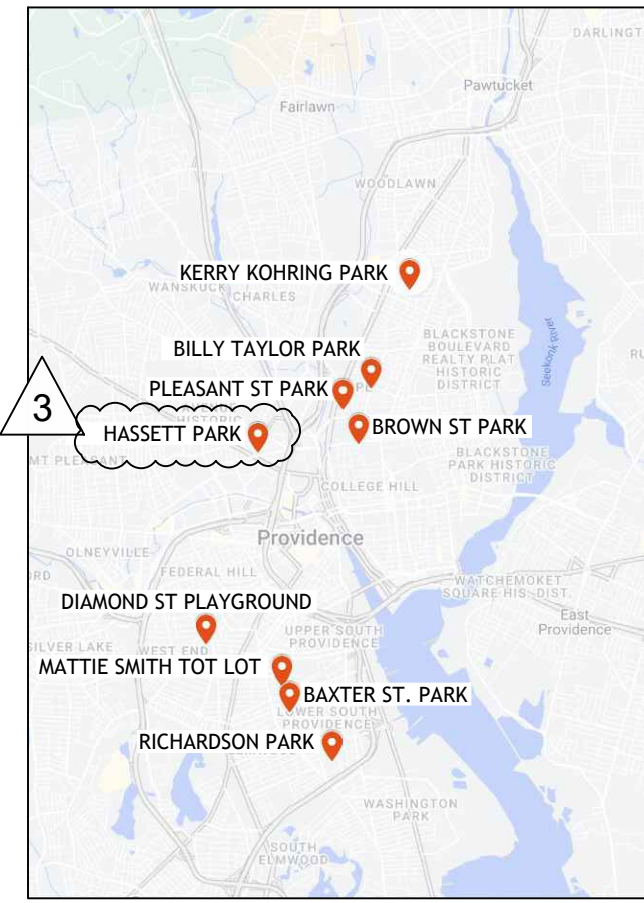 DARLINGT
Pawtucket
Fairlawn
WOODLAWN
KERRY KOHRING PARK
WANSKUCK
CHARLES
BLACKSTONE
BOULEVARD
REALTY PLAT
HISTORIC
DISTRICT
Seekonk River
RU
BILLY TAYLOR PARK
PLEASANT ST PARK
3
HISTORIC
HASSETT PARK
BROWN ST PARK
MT PLEASANT
BLACKSTONE
PARK HISTORIC
DISTRICT
COLLEGE HILL
Providence
OLNEYVILLE
FEDERAL HILL
ORD
WATCHEMOKET
SQUARE HIS. DIST.
DIAMOND ST PLAYGROUND
East
Providence
UPPER SOUTH
PROVIDENCE
SILVER LAKE
WEST END
MATTIE SMITH TOT LOT
BAXTER ST. PARK
LOWER SOUTH
PROVIDENCE
RICHARDSON PARK
WASHINGTON
PARK
SOUTH
ELMWOOD